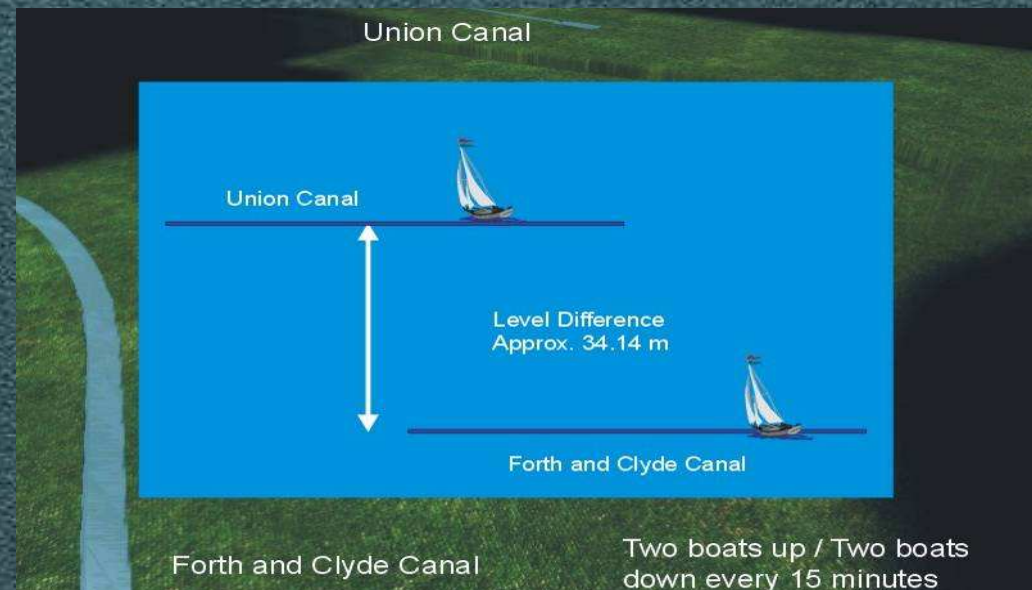 Union Canal
Union Canal
Level Difference
Approx. 34.14 m
Forth and Clyde Canal
Forth and Clyde Canal
Two boats up / Two boats
down every 15 minutes